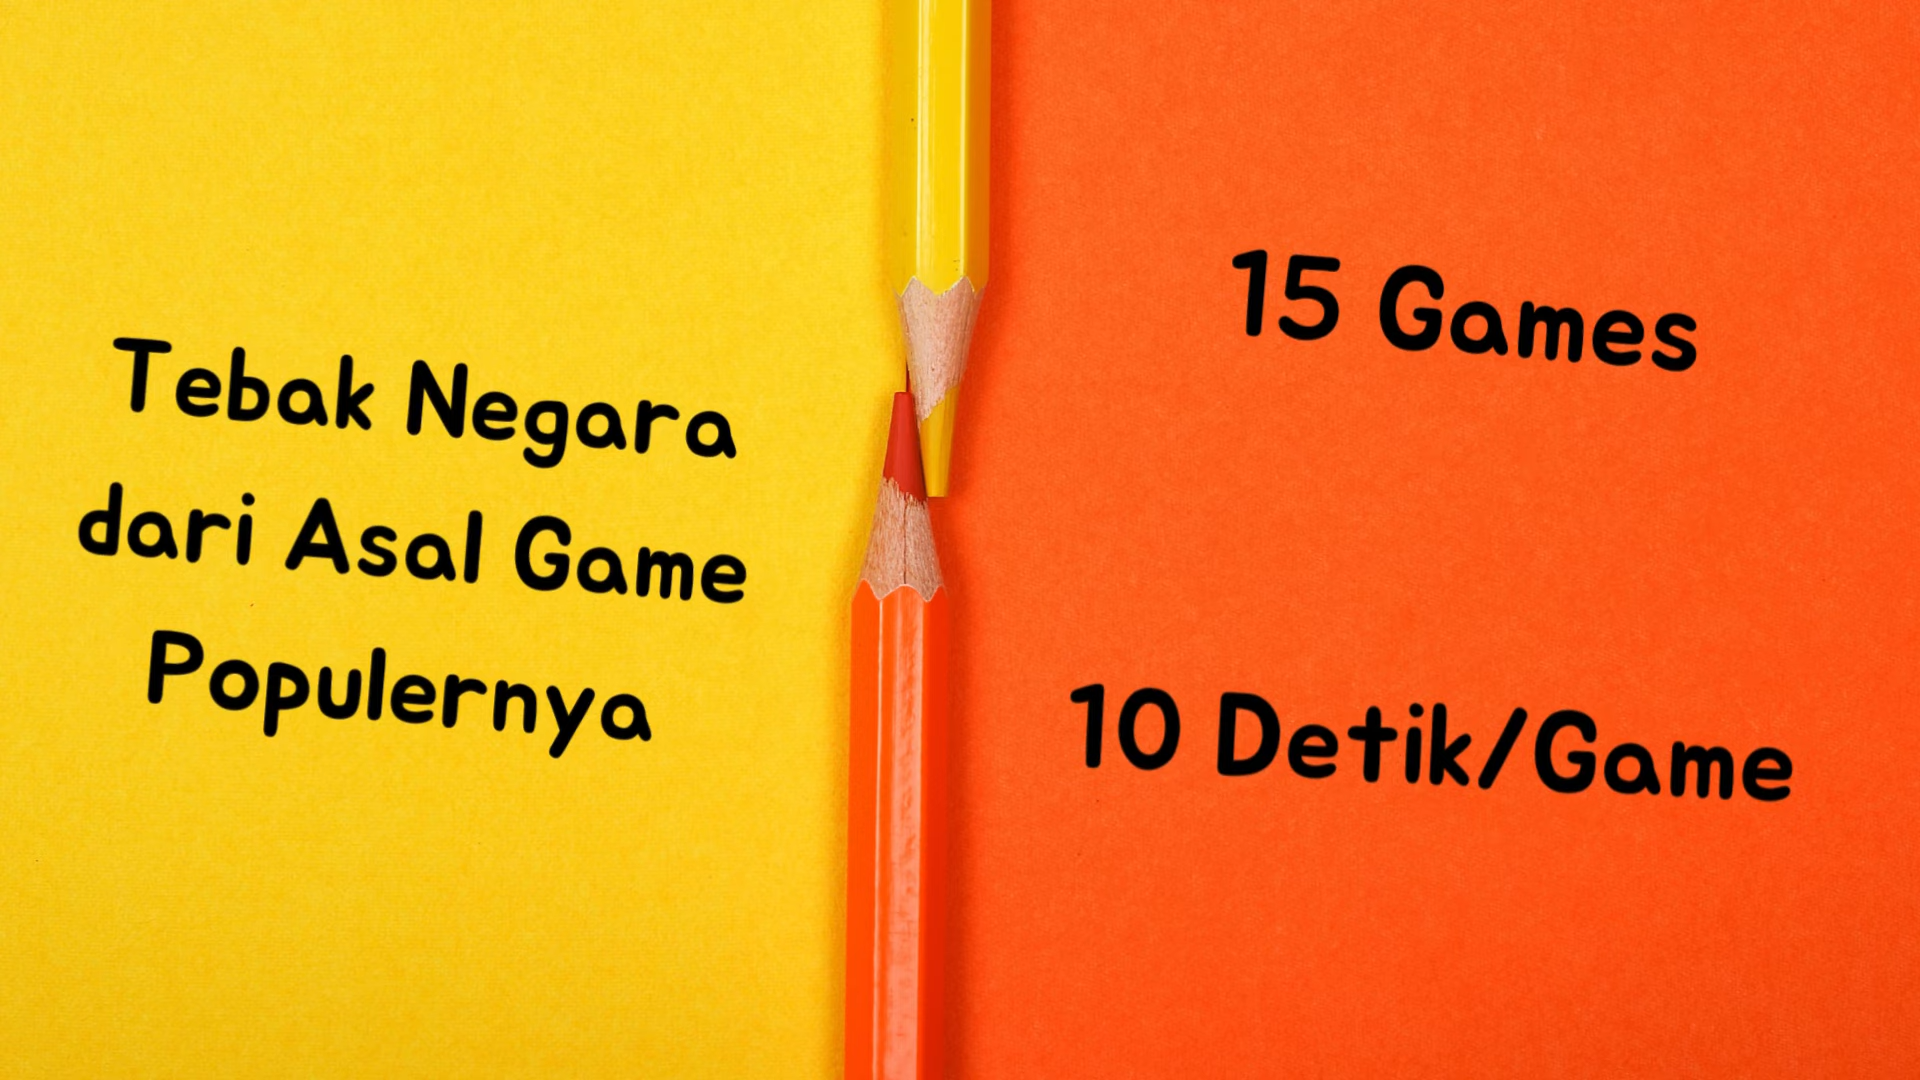 Tebak Negara
dari Asal Game
Populernya
15 Games
10 Detik/Game